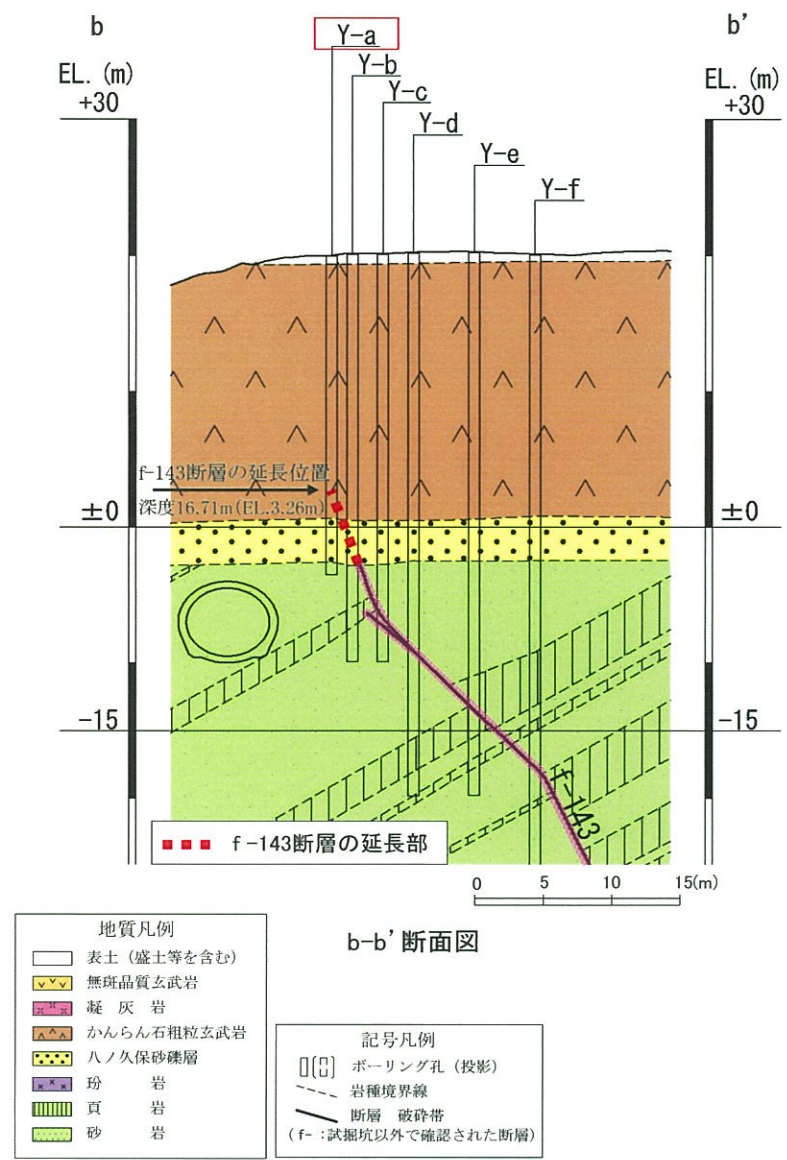 b
b'
Y-a
Y-b
EL. (m)
EL. (m)
+30
Y-c
+30
Y-d
Y-e
Y-f
f-143断層の延長位置
深度16.71m(EL.3.26m)
±0
±0
-15
-15
f-143
f-143断層の延長部
0 5 10 15(m)
b-b'断面図
地質凡例
表土(盛土等を含む)
無斑晶質玄武岩
凝灰岩
かんらん石粗粒玄武岩
八ノ久保砂礫層
玢岩
頁岩
砂岩
記号凡例
ボーリング孔(投影)
岩種境界線
断層 破砕帯
(f- :試掘坑以外で確認された断層)